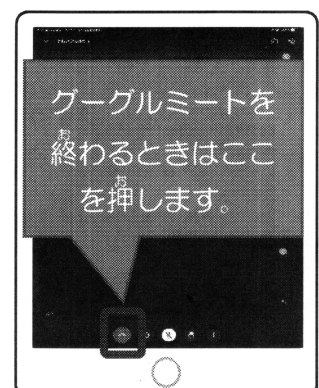 グーグルミートを
終わるときはここ
を押します。